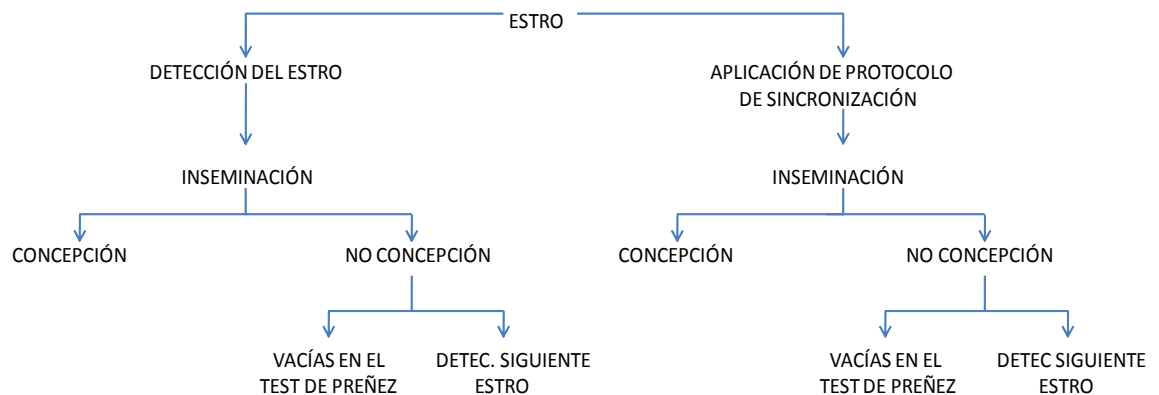 ESTRO
DETECCIÓN DEL ESTRO
APLICACIÓN DE PROTOCOLO
DE SINCRONIZACIÓN
INSEMINACIÓN
INSEMINACIÓN
CONCEPCIÓN
NO CONCEPCIÓN
CONCEPCIÓN
NO CONCEPCIÓN
VACÍAS EN EL
TEST DE PREÑEZ
DETEC. SIGUIENTE
ESTRO
VACÍAS EN EL
TEST DE PREÑEZ
DETEC SIGUIENTE
ESTRO